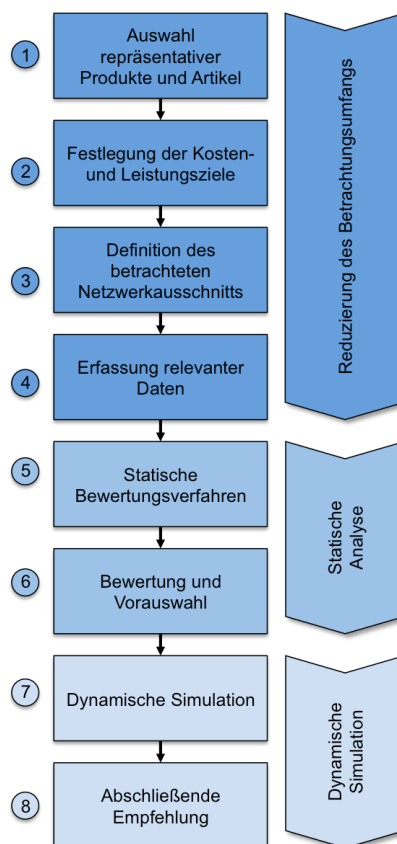 1
Auswahl
repräsentativer
Produkte und Artikel
2
Festlegung der Kosten-
und Leistungsziele
3
Definition des
betrachteten
Netzwerkausschnitts
4
Erfassung relevanter
Daten
Reduzierung des Betrachtungsumfangs
5
Statische
Bewertungsverfahren
6
Bewertung und
Vorauswahl
Statische
Analyse
7
Dynamische Simulation
8
Abschließende
Empfehlung
Dynamische
Simulation